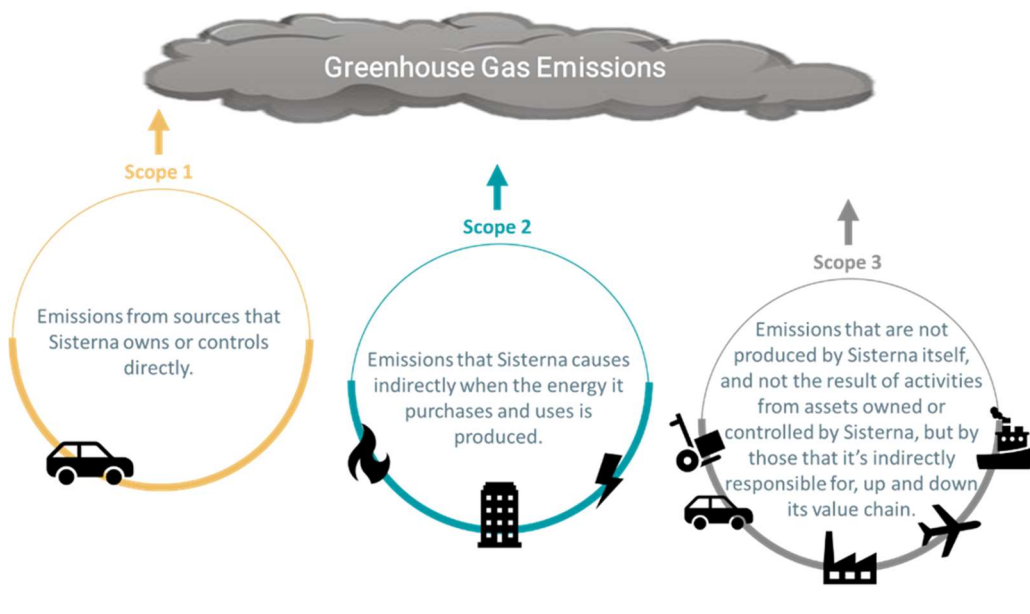 Greenhouse Gas Emissions
Scope 1
Emissions from sources that
Sisterna owns or controls
directly.
Scope 2
Emissions that Sisterna causes
indirectly when the energy it
purchases and uses is
produced.
Scope 3
Emissions that are not
produced by Sisterna itself,
and not the result of activities
from assets owned or
controlled by Sisterna, but by
those that it's indirectly
responsible for, up and down
its value chain.